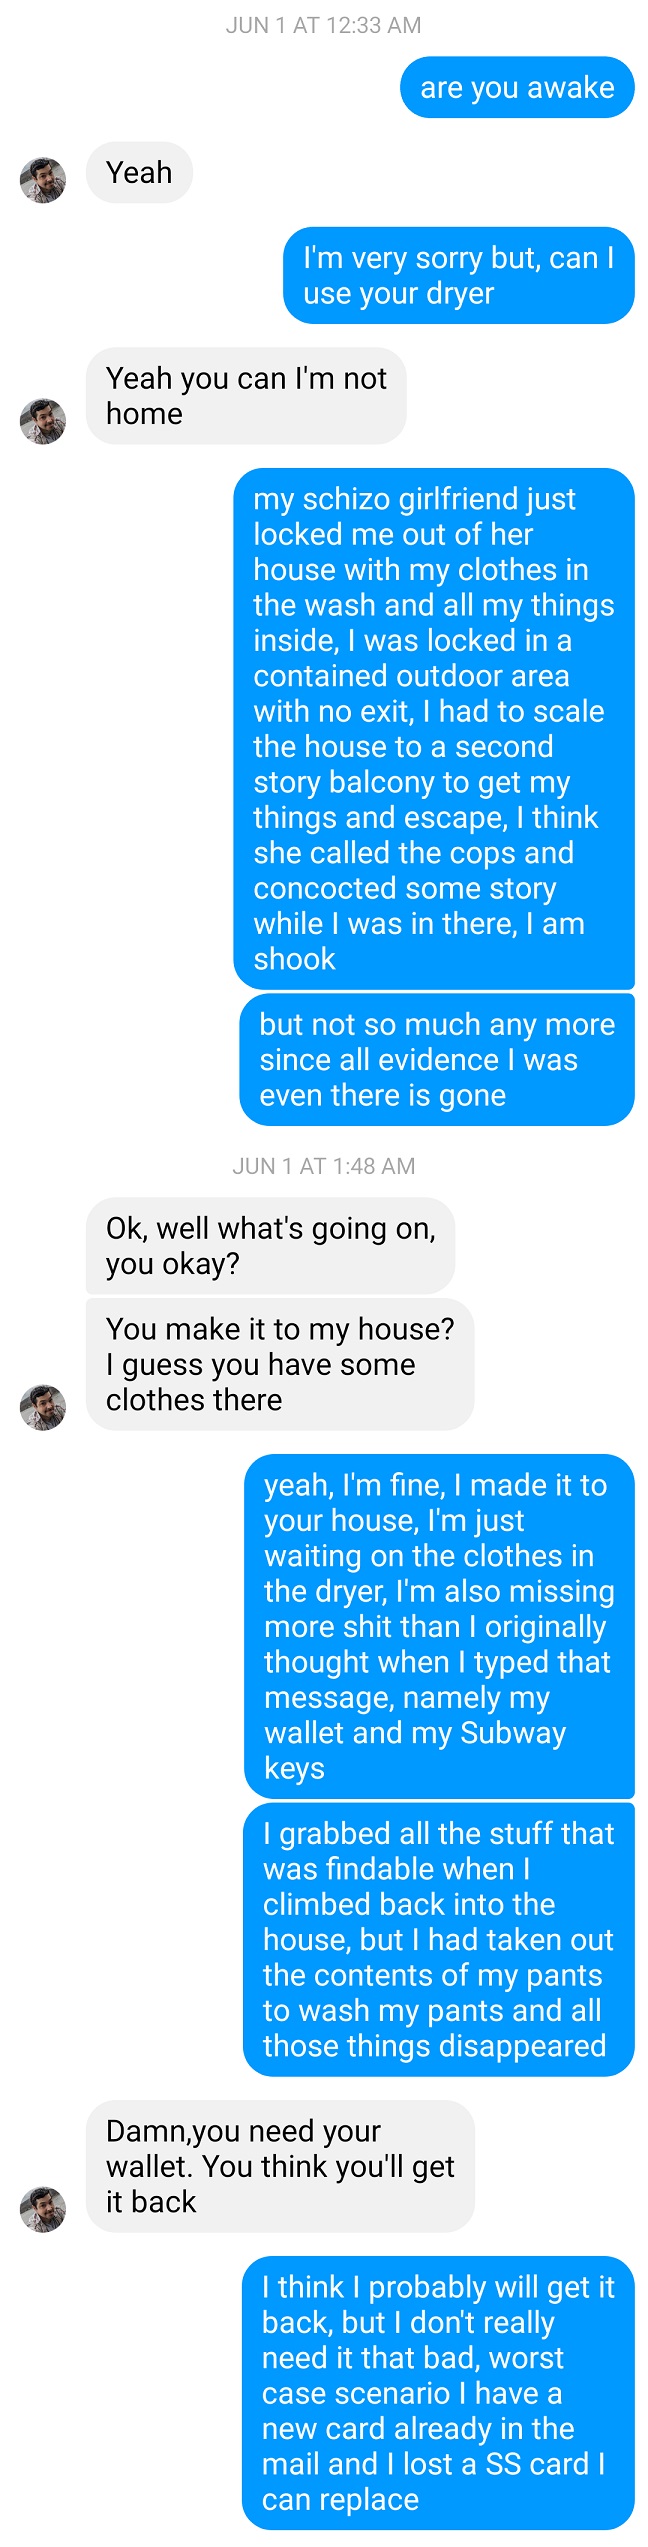 JUN 1 AT 12:33 AM
are you awake
Yeah
I'm very sorry but, can I
use your dryer
Yeah you can I'm not
home
my schizo girlfriend just
locked me out of her
house with my clothes in
the wash and all my things
inside, I was locked in a
contained outdoor area
with no exit, I had to scale
the house to a second
story balcony to get my
things and escape, I think
she called the cops and
concocted some story
while I was in there, I am
shook
but not so much any more
since all evidence I was
even there is gone
JUN 1 AT 1:48 AM
Ok, well what's going on,
you okay?
You make it to my house?
I guess you have some
clothes there
yeah, I'm fine, I made it to
your house, I'm just
waiting on the clothes in
the dryer, I'm also missing
more shit than I originally
thought when I typed that
message, namely my
wallet and my Subway
keys
I grabbed all the stuff that
was findable when I
climbed back into the
house, but I had taken out
the contents of my pants
to wash my pants and all
those things disappeared
Damn,you need your
wallet. You think you'll get
it back
I think I probably will get it
back, but I don't really
need it that bad, worst
case scenario I have a
new card already in the
mail and I lost a SS card I
can replace